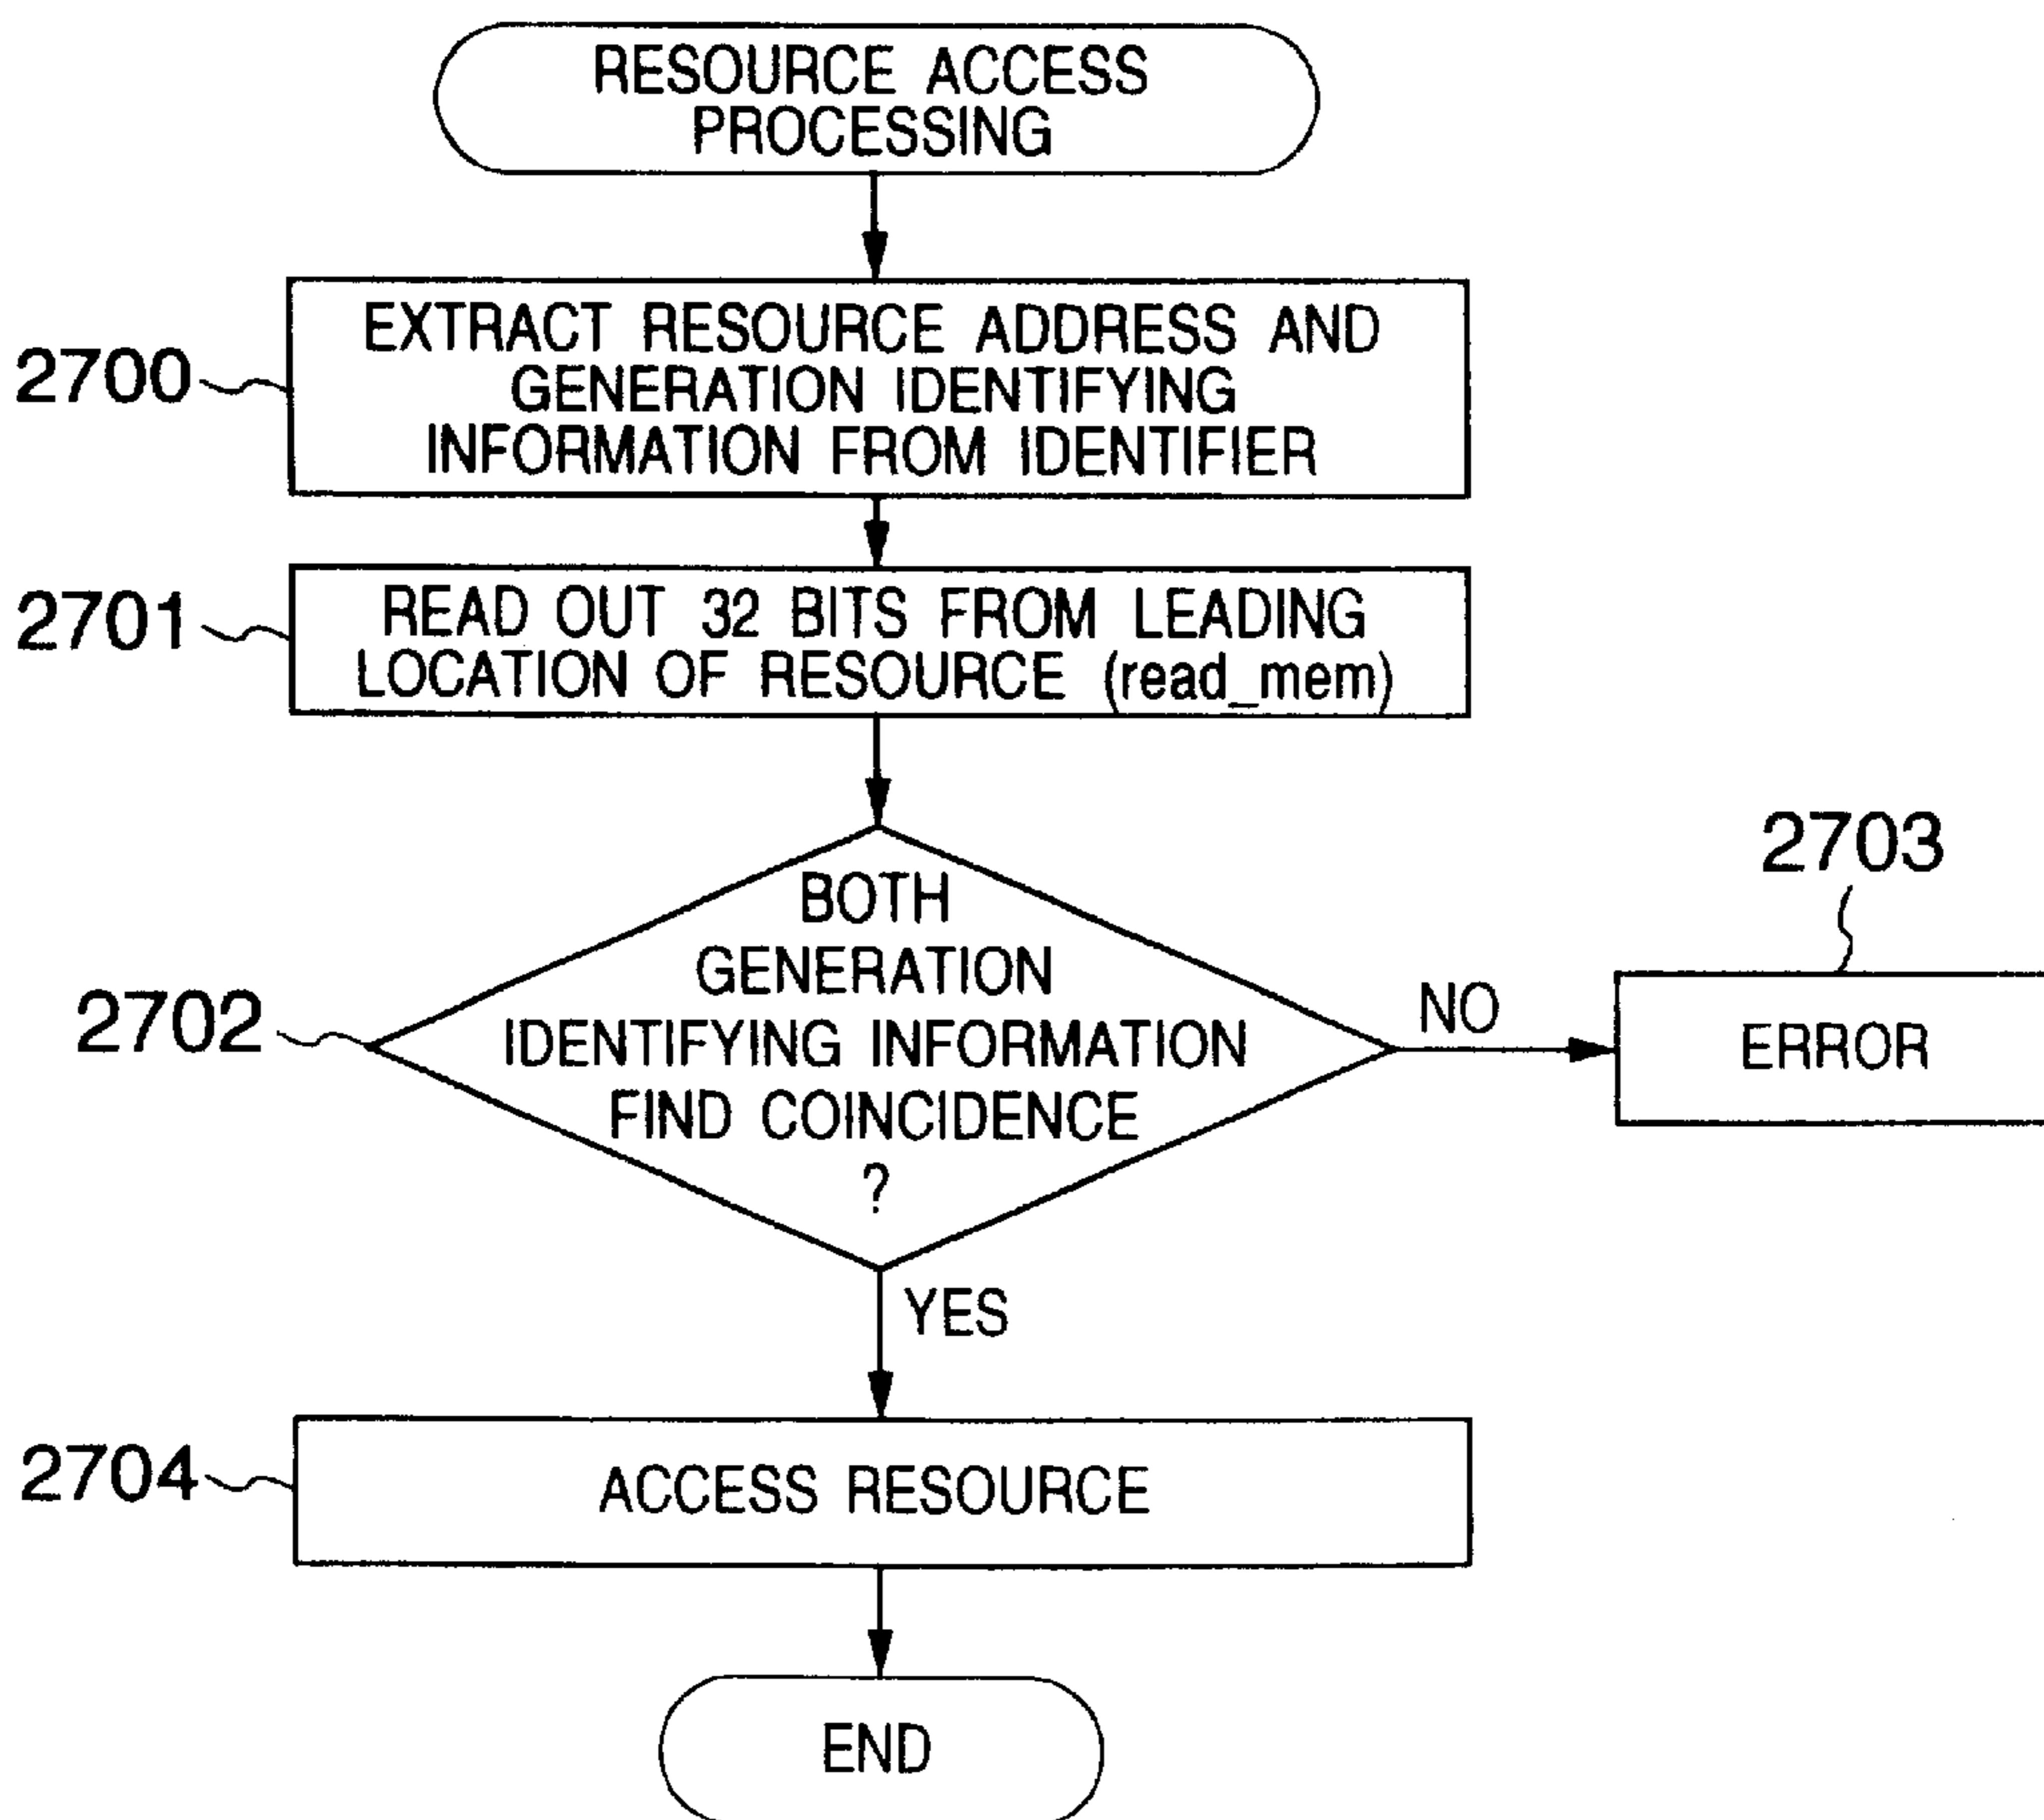 RESOURCE ACCESS
PROCESSING
2700
EXTRACT RESOURCE ADDRESS AND
GENERATION IDENTIFYING
INFORMATION FROM IDENTIFIER
2701
READ OUT 32 BITS FROM LEADING
LOCATION OF RESOURCE (read_mem)
2702
BOTH
GENERATION
IDENTIFYING INFORMATION
FIND COINCIDENCE
?
NO
2703
ERROR
YES
2704
ACCESS RESOURCE
END